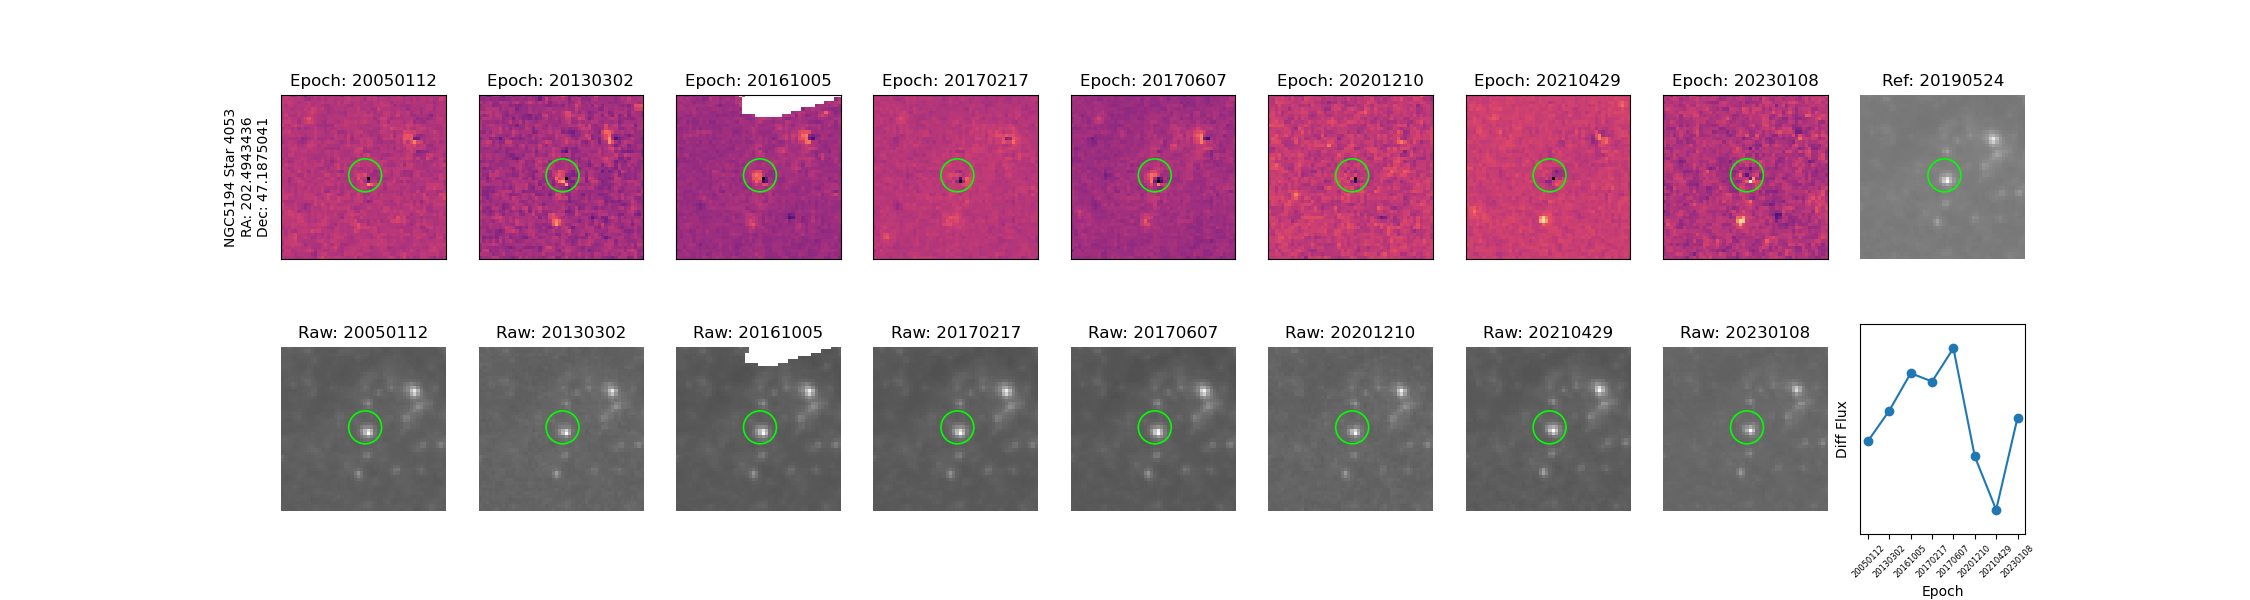 NGC5194 Star 4053
RA: 202.4943436
Dec: 47.1875041
Epoch: 20050112
Epoch: 20130302
Epoch: 20161005
Epoch: 20170217
Epoch: 20170607
Epoch: 20201210
Epoch: 20210429
Epoch: 20230108
Ref: 20190524
Raw: 20050112
Raw: 20130302
Raw: 20161005
Raw: 20170217
Raw: 20170607
Raw: 20201210
Raw: 20210429
Raw: 20230108
Diff Flux
20050112
20130302
20161005
20170217
20170607
20201210
20210429
20230108
Epoch